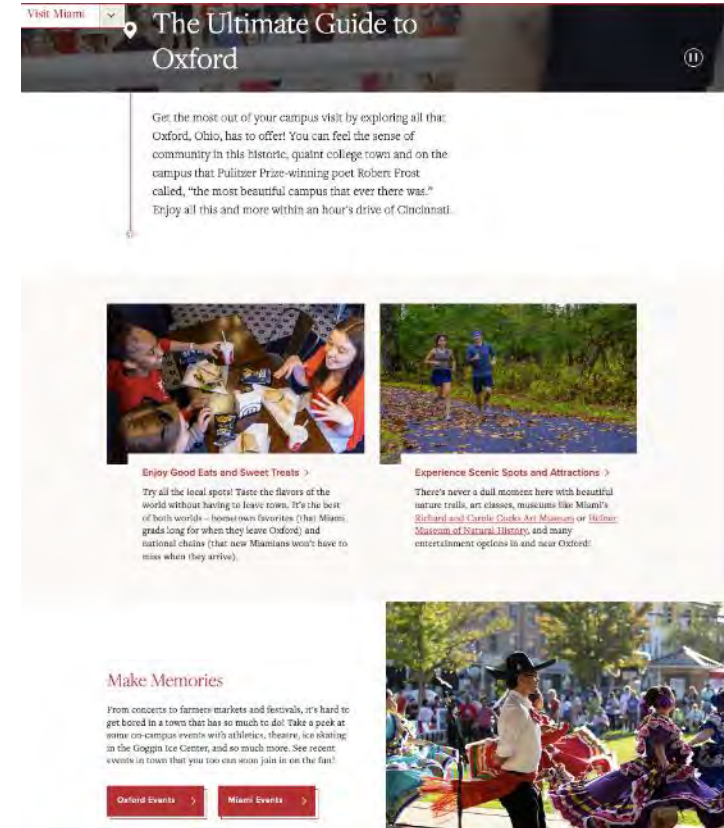 Visit Miami
The Ultimate Guide to
Oxford
Get the most out of your campus visit by exploring all that
Oxford, Ohio, has to offer! You can feel the sense of
community in this historic, quaint college town and on the
campus that Pulitzer Prize-winning poet Robert Frost
called, “the most beautiful campus that ever there was.”
Enjoy all this and more within an hour's drive of Cincinnati.
Enjoy Good Eats and Sweet Treats >
Try all the local spots! Taste the flavors of the
world without having to leave town. It's the best
of both worlds – hometown favorites (that Miami
grads long for when they leave Oxford) and
national chains (that new Miamians won't have to
miss when they arrive).
Experience Scenic Spots and Attractions >
There's never a dull moment here with beautiful
nature trails, art classes, museums like Miami's
Richard and Carole Cocks Art Museum or Hefner
Museum of Natural History, and many
entertainment options in and near Oxford!
Make Memories
From concerts to farmers markets and festivals, it's hard to
get bored in a town that has so much to do! Take a peek at
some on-campus events with athletics, theatre, ice skating
in the Goggin Ice Center, and so much more. See recent
events in town that you too can soon join in on the fun!
Oxford Events >
Miami Events >